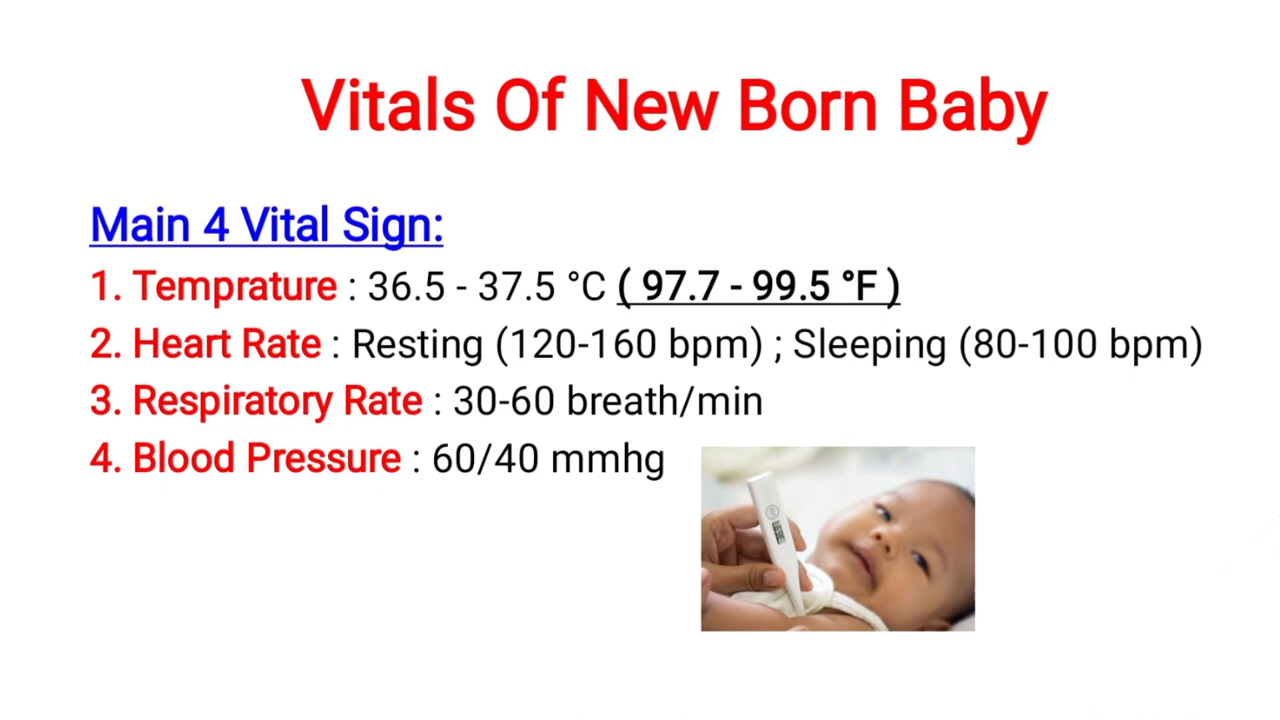 Vitals Of New Born Baby
Main 4 Vital Sign:
1. Temprature : 36.5 - 37.5 °C ( 97.7 - 99.5 °F )
2. Heart Rate : Resting (120-160 bpm) ; Sleeping (80-100 bpm)
3. Respiratory Rate : 30-60 breath/min
4. Blood Pressure : 60/40 mmhg